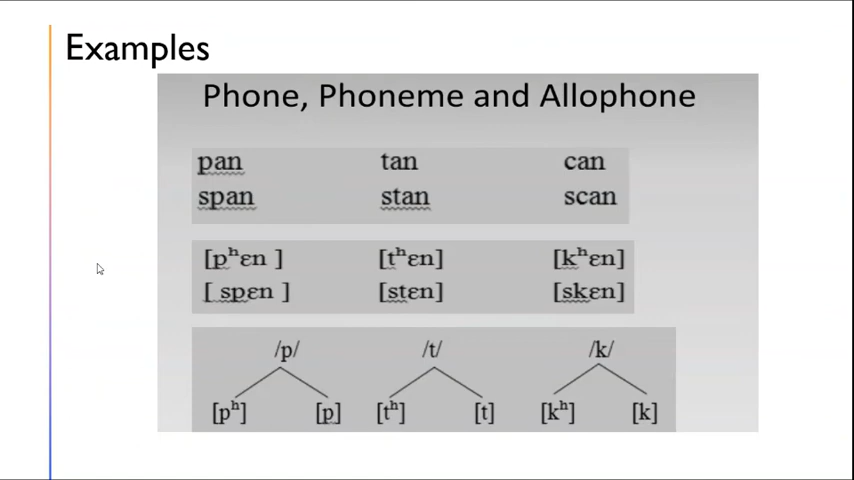 Examples
Phone, Phoneme and Allophone
pan tan can
span stan scan
[pʰɛn ] [tʰɛn] [kʰɛn]
[ spɛn ] [stɛn] [skɛn]
/p/ /t/ /k/
[pʰ] [p] [tʰ] [t] [kʰ] [k]